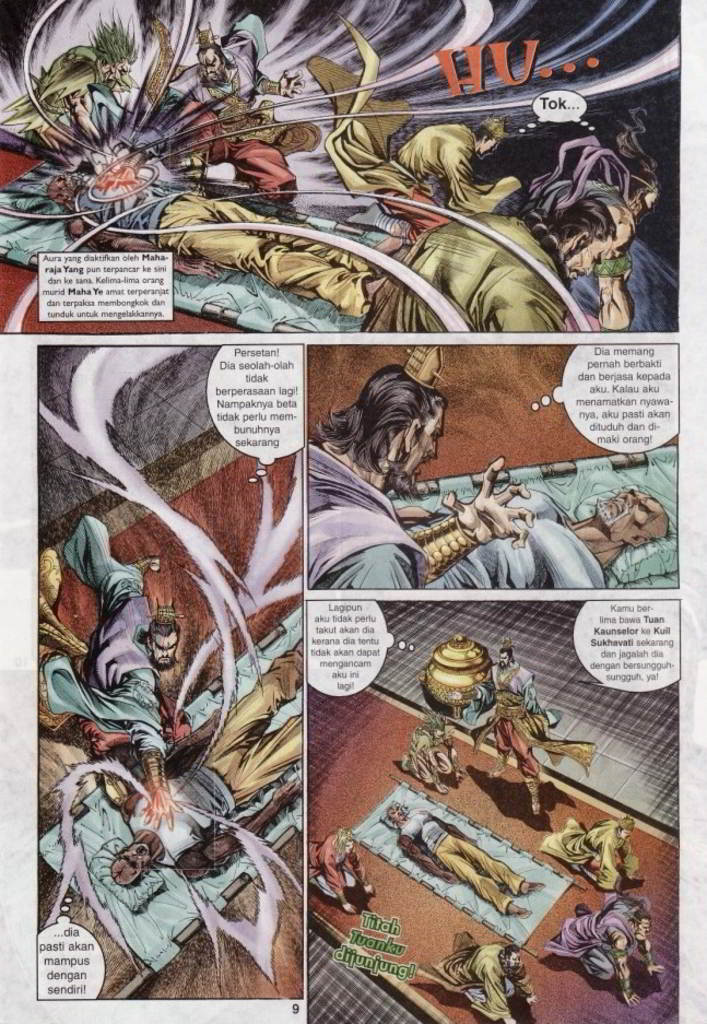 HU...
Tok...
Aura yang diaktifkan oleh Maha-
raja Yang pun terpancar ke sini
dan ke sana. Kelima-lima orang
murid Maha Ye amat terperanjat
dan terpaksa membongkok dan
tunduk untuk mengelakkannya.
Persetan!
Dia seolah-olah
tidak
berperasaan lagi!
Nampaknya beta
tidak perlu mem-
bunuhnya
sekarang
...dia
pasti akan
mampus
dengan
sendiri!
Dia memang
pernah berbakti
dan berjasa kepada
aku. Kalau aku
menamatkan nyawa-
nya, aku pasti akan
dituduh dan di-
maki orang!
Lagipun
aku tidak perlu
takut akan dia
kerana dia tentu
tidak akan dapat
mengancam
aku ini
lagi!
Kamu ber-
lima bawa Tuan
Kaunselor ke Kuil
Sukhavati sekarang
dan jagalah dia
dengan bersungguh-
sungguh, ya!
Titah
Tuanku
dijunjung!
9